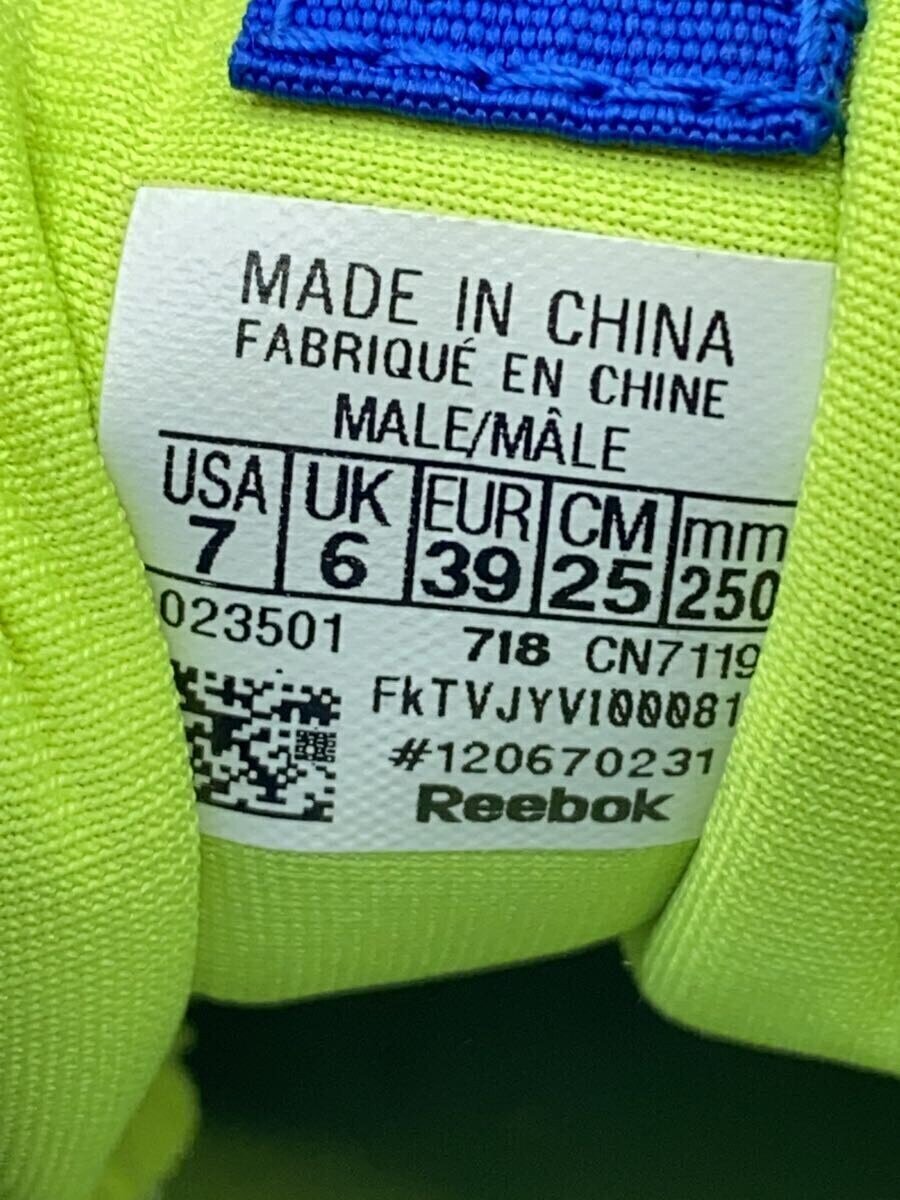 MADE IN CHINA
FABRIQUÉ EN CHINE
MALE/MÂLE
USA UK EUR CM mm
7 6 39 25 250
023501 718 CN7119
FkTVJYVI000081
#120670231
Reebok